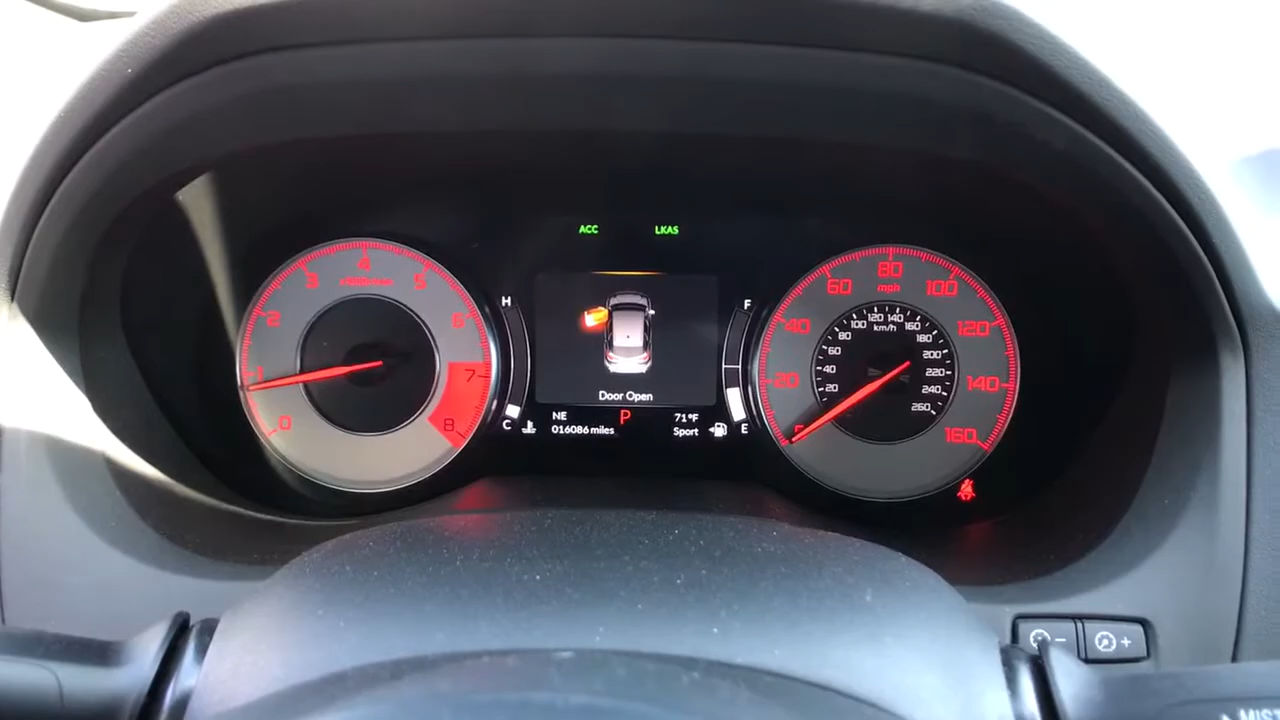 ACC LKAS
0 1 2 3 4 5 6 7 8
H
C
F
E
Door Open
NE P 71°F
016086 miles Sport
20 40 60 80 100 120 140 160
mph
20 40 60 80 100 120 140 160 180 200 220 240 260
km/h
- +
MIST